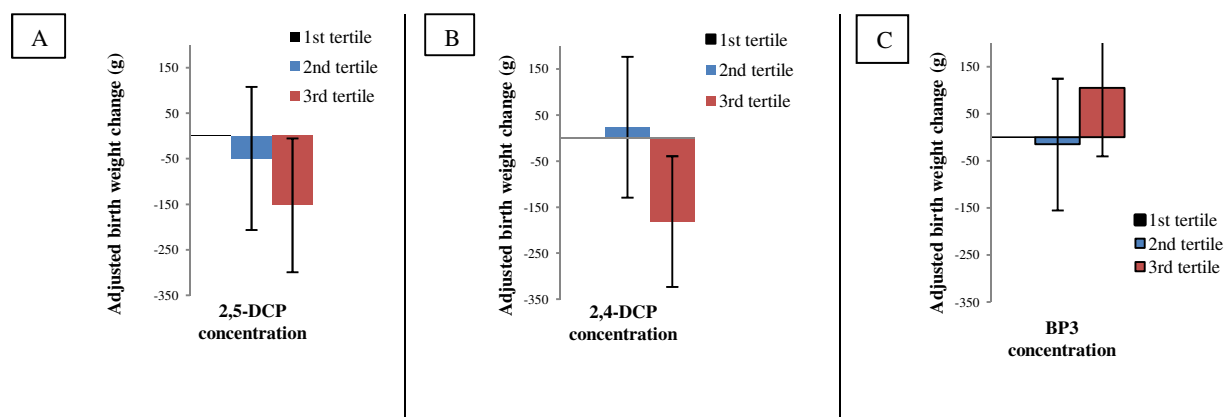 A
Adjusted birth weight change (g)
150
50
-50
-150
-250
-350
1st tertile
2nd tertile
3rd tertile
2,5-DCP
concentration
B
Adjusted birth weight change (g)
150
50
-50
-150
-250
-350
1st tertile
2nd tertile
3rd tertile
2,4-DCP
concentration
C
Adjusted birth weight change (g)
150
50
-50
-150
-250
-350
1st tertile
2nd tertile
3rd tertile
BP3
concentration